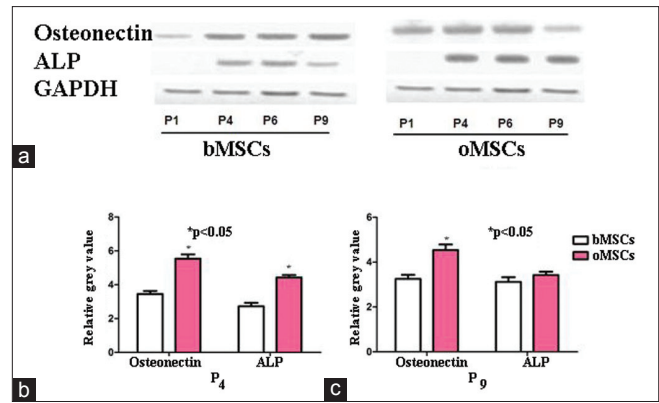 Osteonectin
ALP
GAPDH
P1 P4 P6 P9
bMSCs
P1 P4 P6 P9
oMSCs
a
Relative grey value
8
6
4
2
0
*p<0.05
*
*
Osteonectin ALP
P4
b
6
4
2
0
Relative grey value
*
*p<0.05
bMSCs
oMSCs
Osteonectin ALP
P9
c